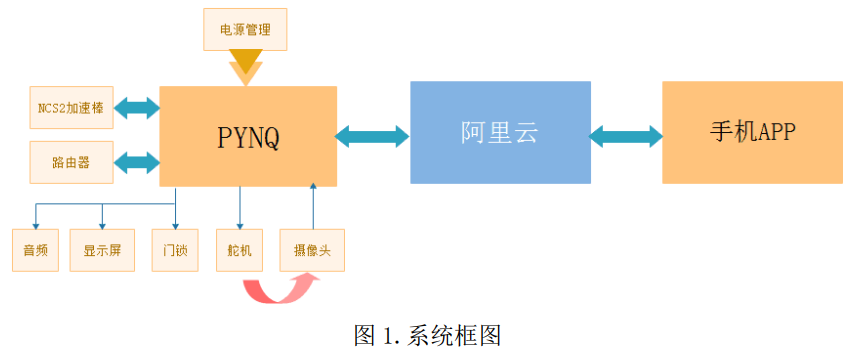 电源管理
NCS2加速棒
路由器
PYNQ
阿里云
手机APP
音频
显示屏
门锁
舵机
摄像头
图 1.系统框图